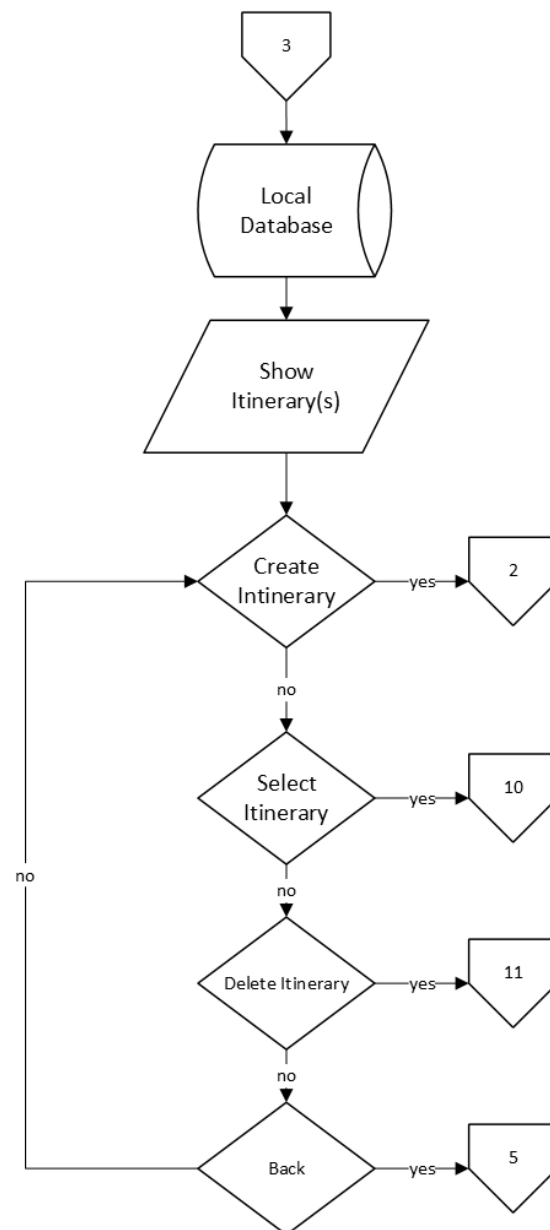 3
Local
Database
Show
Itinerary(s)
Create
Intinerary
yes
2
no
Select
Itinerary
yes
10
no
no
Delete Itinerary
yes
11
no
Back
yes
5